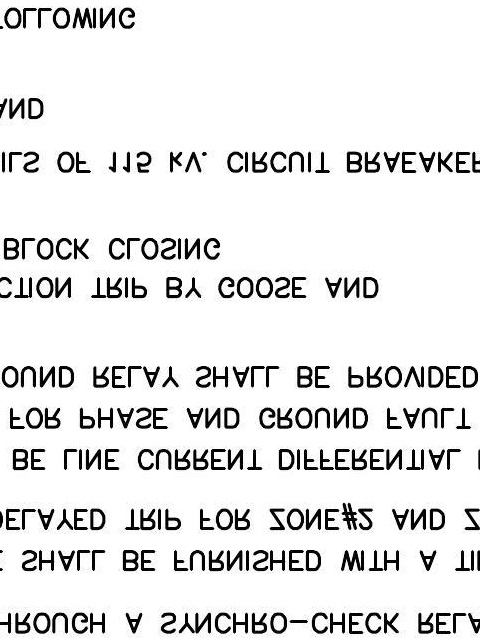 HROUGH A SYNCHRO-CHECK RELA
SHALL BE FURNISHED WITH A TI
DELAYED TRIP FOR ZONE#2 AND Z
BE LINE CURRENT DIFFERENTIAL
FOR PHASE AND GROUND FAULT
OUND RELAY SHALL BE PROVIDED
CTION TRIP BY GOOSE AND
BLOCK CLOSING
ILS OF 115 kV. CIRCUIT BRAEAKER
AND
FOLLOWING